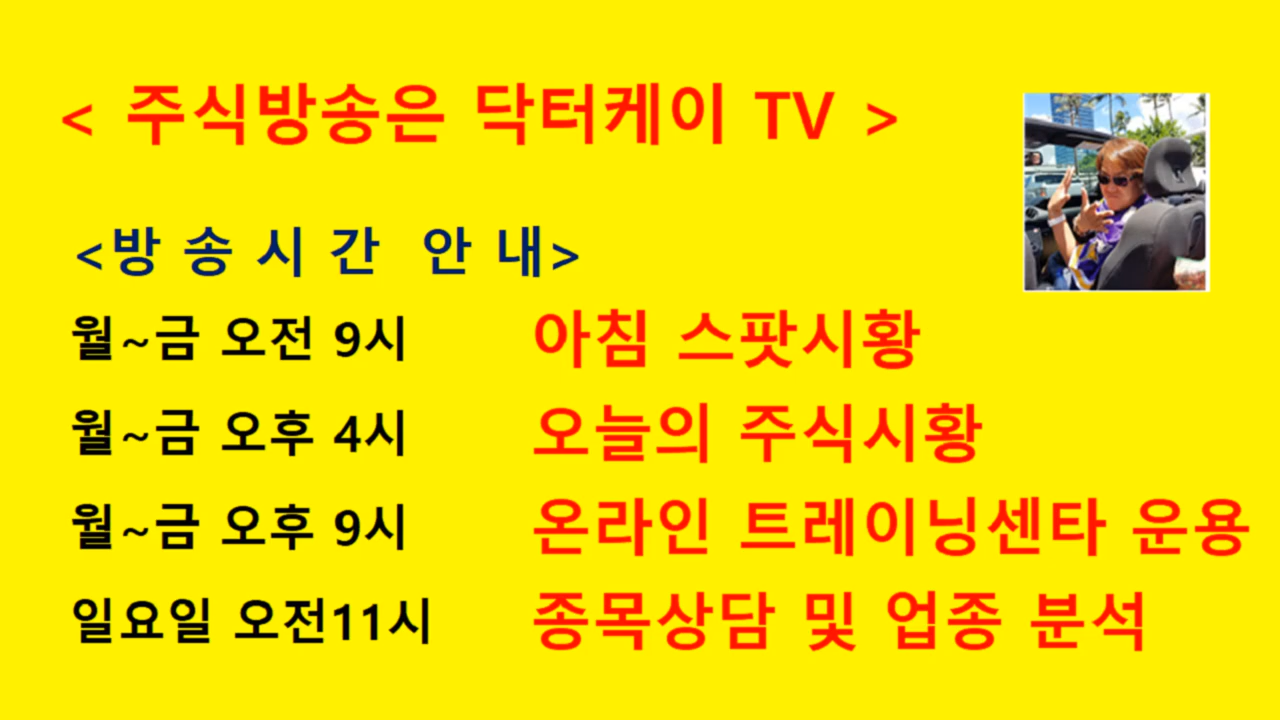 < 주식방송은 닥터케이 TV >
<방 송 시 간 안 내>
월~금 오전 9시 아침 스팟시황
월~금 오후 4시 오늘의 주식시황
월~금 오후 9시 온라인 트레이닝센타 운용
일요일 오전11시 종목상담 및 업종 분석